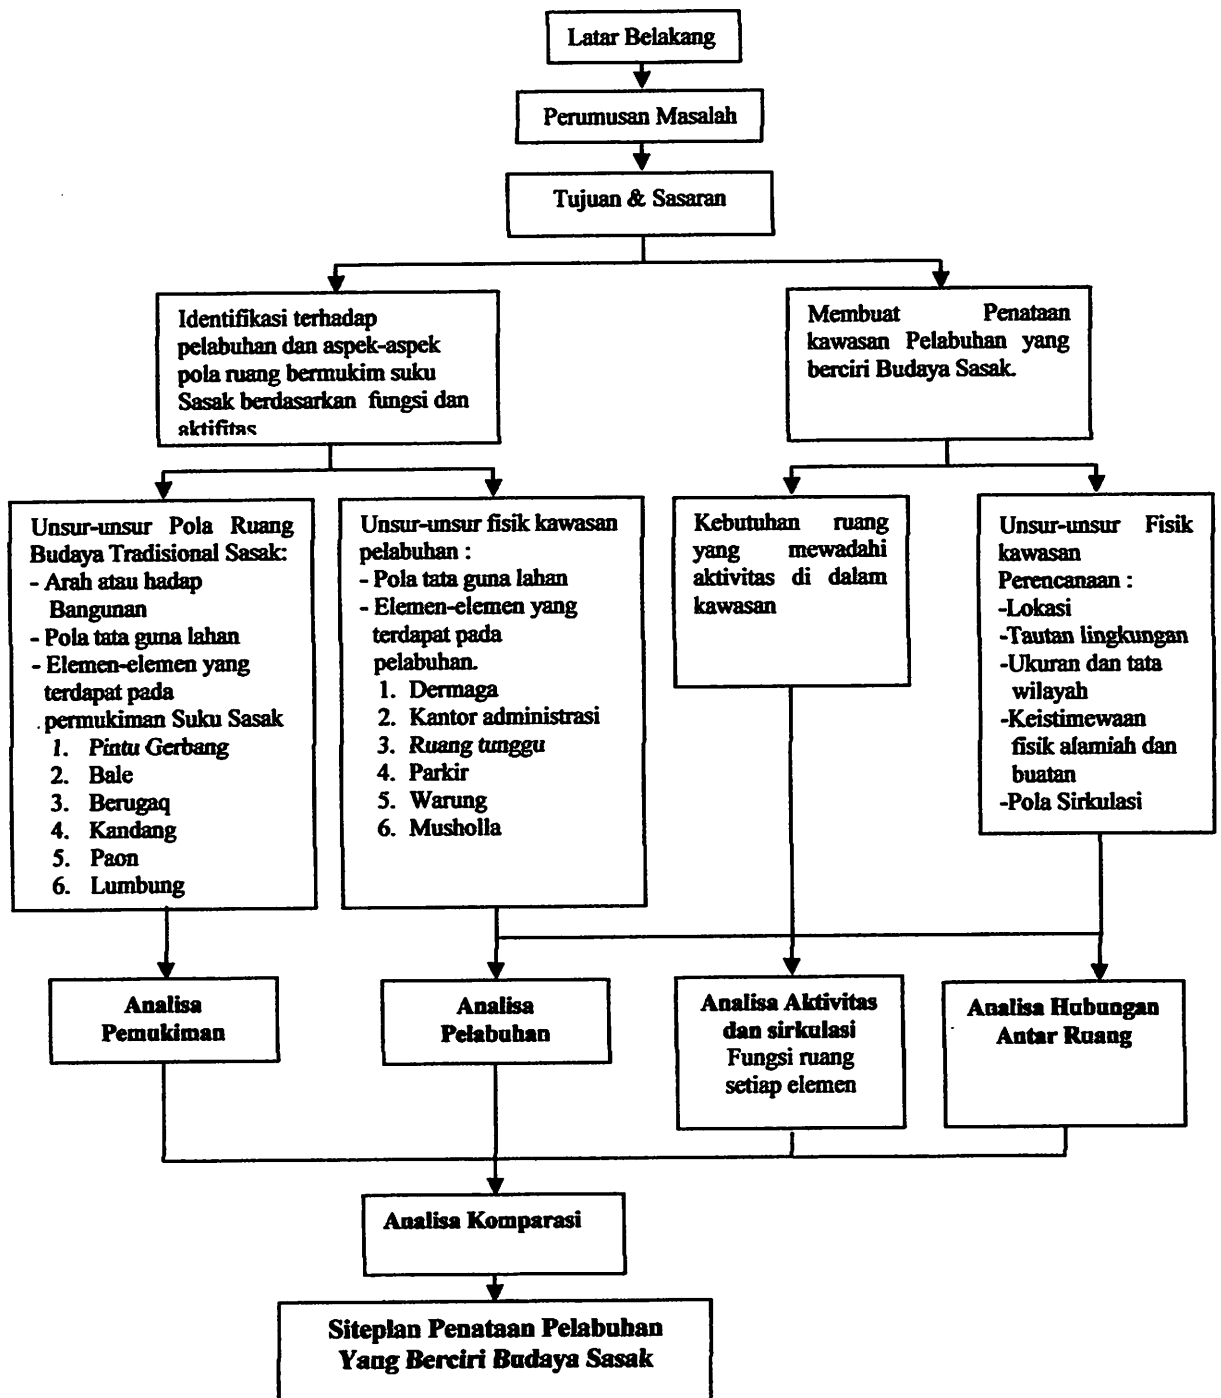 Latar Belakang
Perumusan Masalah
Tujuan & Sasaran
Identifikasi terhadap
pelabuhan dan aspek-aspek
pola ruang bermukim suku
Sasak berdasarkan fungsi dan
aktifitas
Membuat Penataan
kawasan Pelabuhan yang
berciri Budaya Sasak.
Unsur-unsur Pola Ruang
Budaya Tradisional Sasak:
- Arah atau hadap
Bangunan
- Pola tata guna lahan
- Elemen-elemen yang
terdapat pada
permukiman Suku Sasak
1. Pintu Gerbang
2. Bale
3. Berugaq
4. Kandang
5. Paon
6. Lumbung
Unsur-unsur fisik kawasan
pelabuhan :
- Pola tata guna lahan
- Elemen-elemen yang
terdapat pada
pelabuhan.
1. Dermaga
2. Kantor administrasi
3. Ruang tunggu
4. Parkir
5. Warung
6. Musholla
Kebutuhan ruang
yang mewadahi
aktivitas di dalam
kawasan
Unsur-unsur Fisik
kawasan
Perencanaan :
-Lokasi
-Tautan lingkungan
-Ukuran dan tata
wilayah
-Keistimewaan
fisik alamiah dan
buatan
-Pola Sirkulasi
Analisa
Pemukiman
Analisa
Pelabuhan
Analisa Aktivitas
dan sirkulasi
Fungsi ruang
setiap elemen
Analisa Hubungan
Antar Ruang
Analisa Komparasi
Siteplan Penataan Pelabuhan
Yang Berciri Budaya Sasak